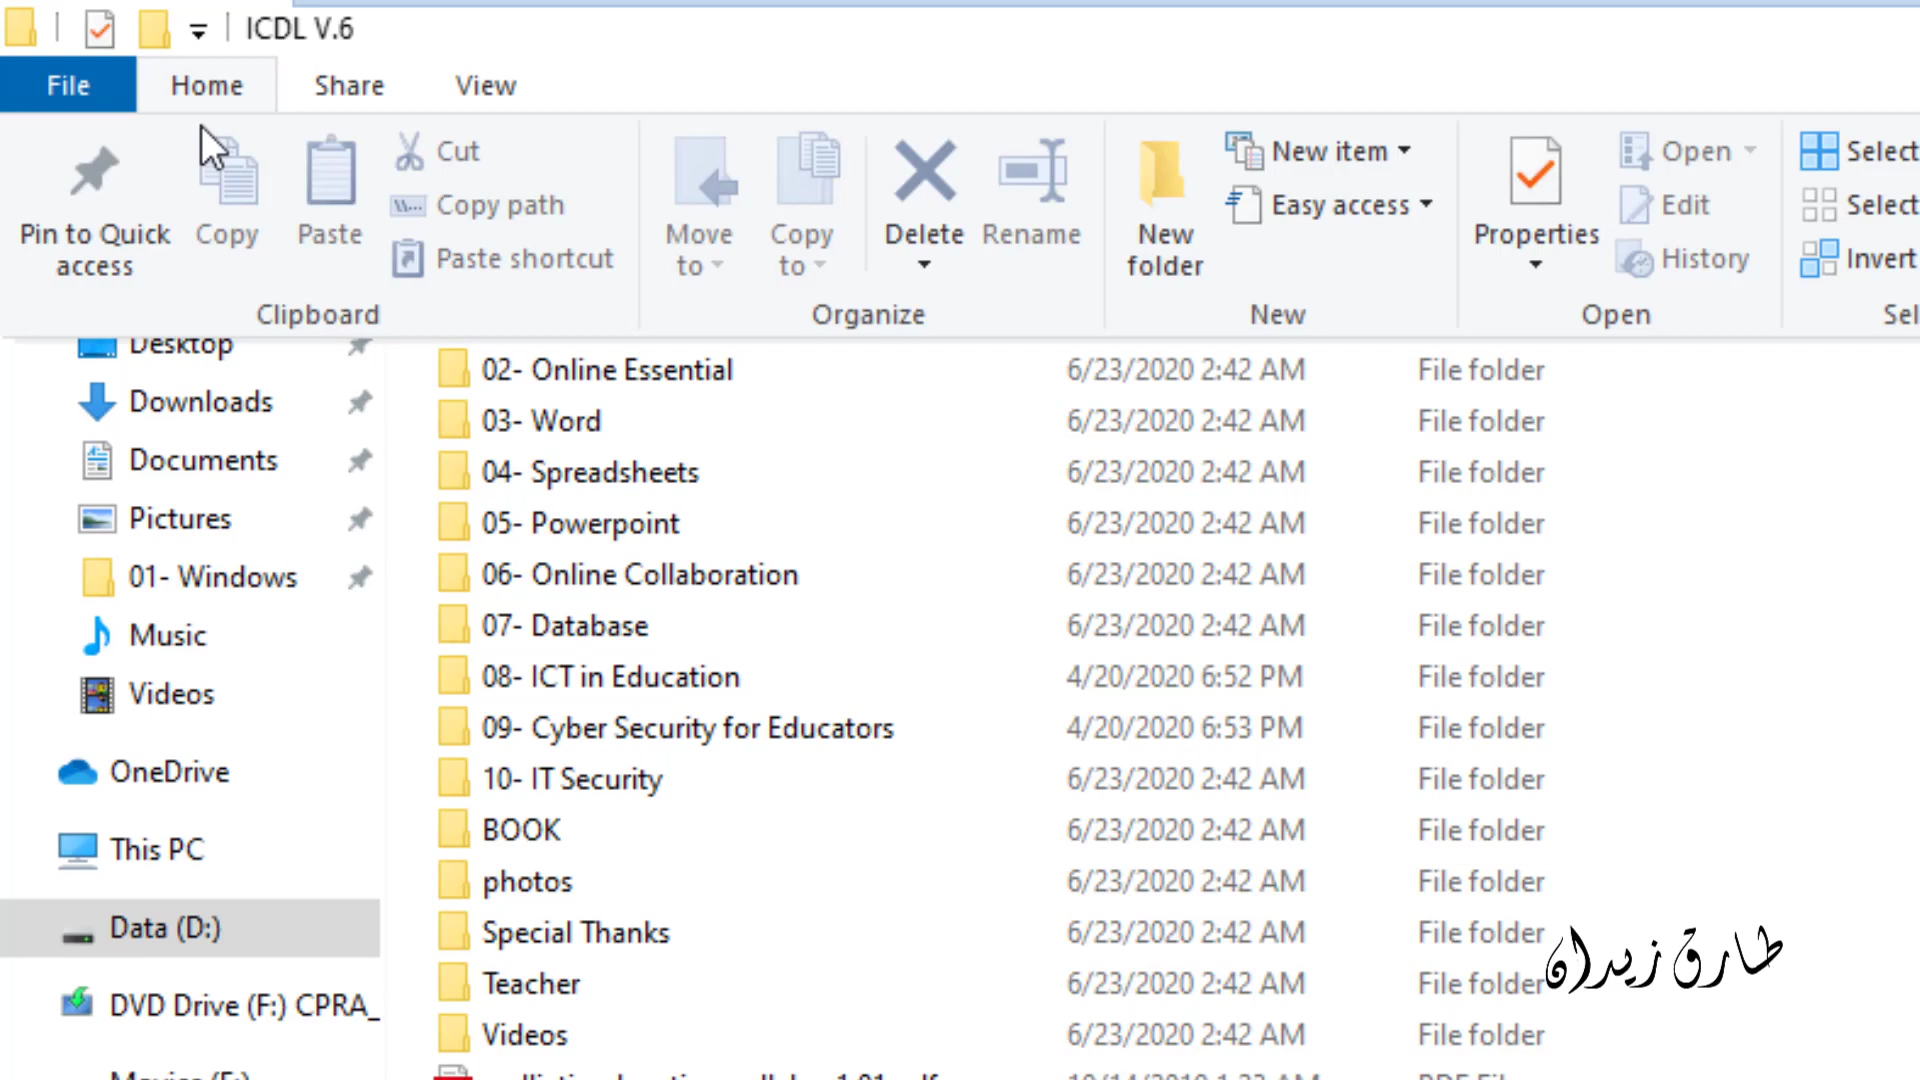 ICDL V.6
File Home Share View
Pin to Quick access
Copy
Paste
Cut
Copy path
Paste shortcut
Clipboard
Move to
Copy to
Delete
Rename
Organize
New folder
New item
Easy access
New
Properties
Open
Edit
History
Open
Select
Select
Invert
Sel
Desktop
Downloads
Documents
Pictures
01- Windows
Music
Videos
OneDrive
This PC
Data (D:)
DVD Drive (F:) CPRA_
02- Online Essential 6/23/2020 2:42 AM File folder
03- Word 6/23/2020 2:42 AM File folder
04- Spreadsheets 6/23/2020 2:42 AM File folder
05- Powerpoint 6/23/2020 2:42 AM File folder
06- Online Collaboration 6/23/2020 2:42 AM File folder
07- Database 6/23/2020 2:42 AM File folder
08- ICT in Education 4/20/2020 6:52 PM File folder
09- Cyber Security for Educators 4/20/2020 6:53 PM File folder
10- IT Security 6/23/2020 2:42 AM File folder
BOOK 6/23/2020 2:42 AM File folder
photos 6/23/2020 2:42 AM File folder
Special Thanks 6/23/2020 2:42 AM File folder
Teacher 6/23/2020 2:42 AM File folder
Videos 6/23/2020 2:42 AM File folder
طارق زيدان